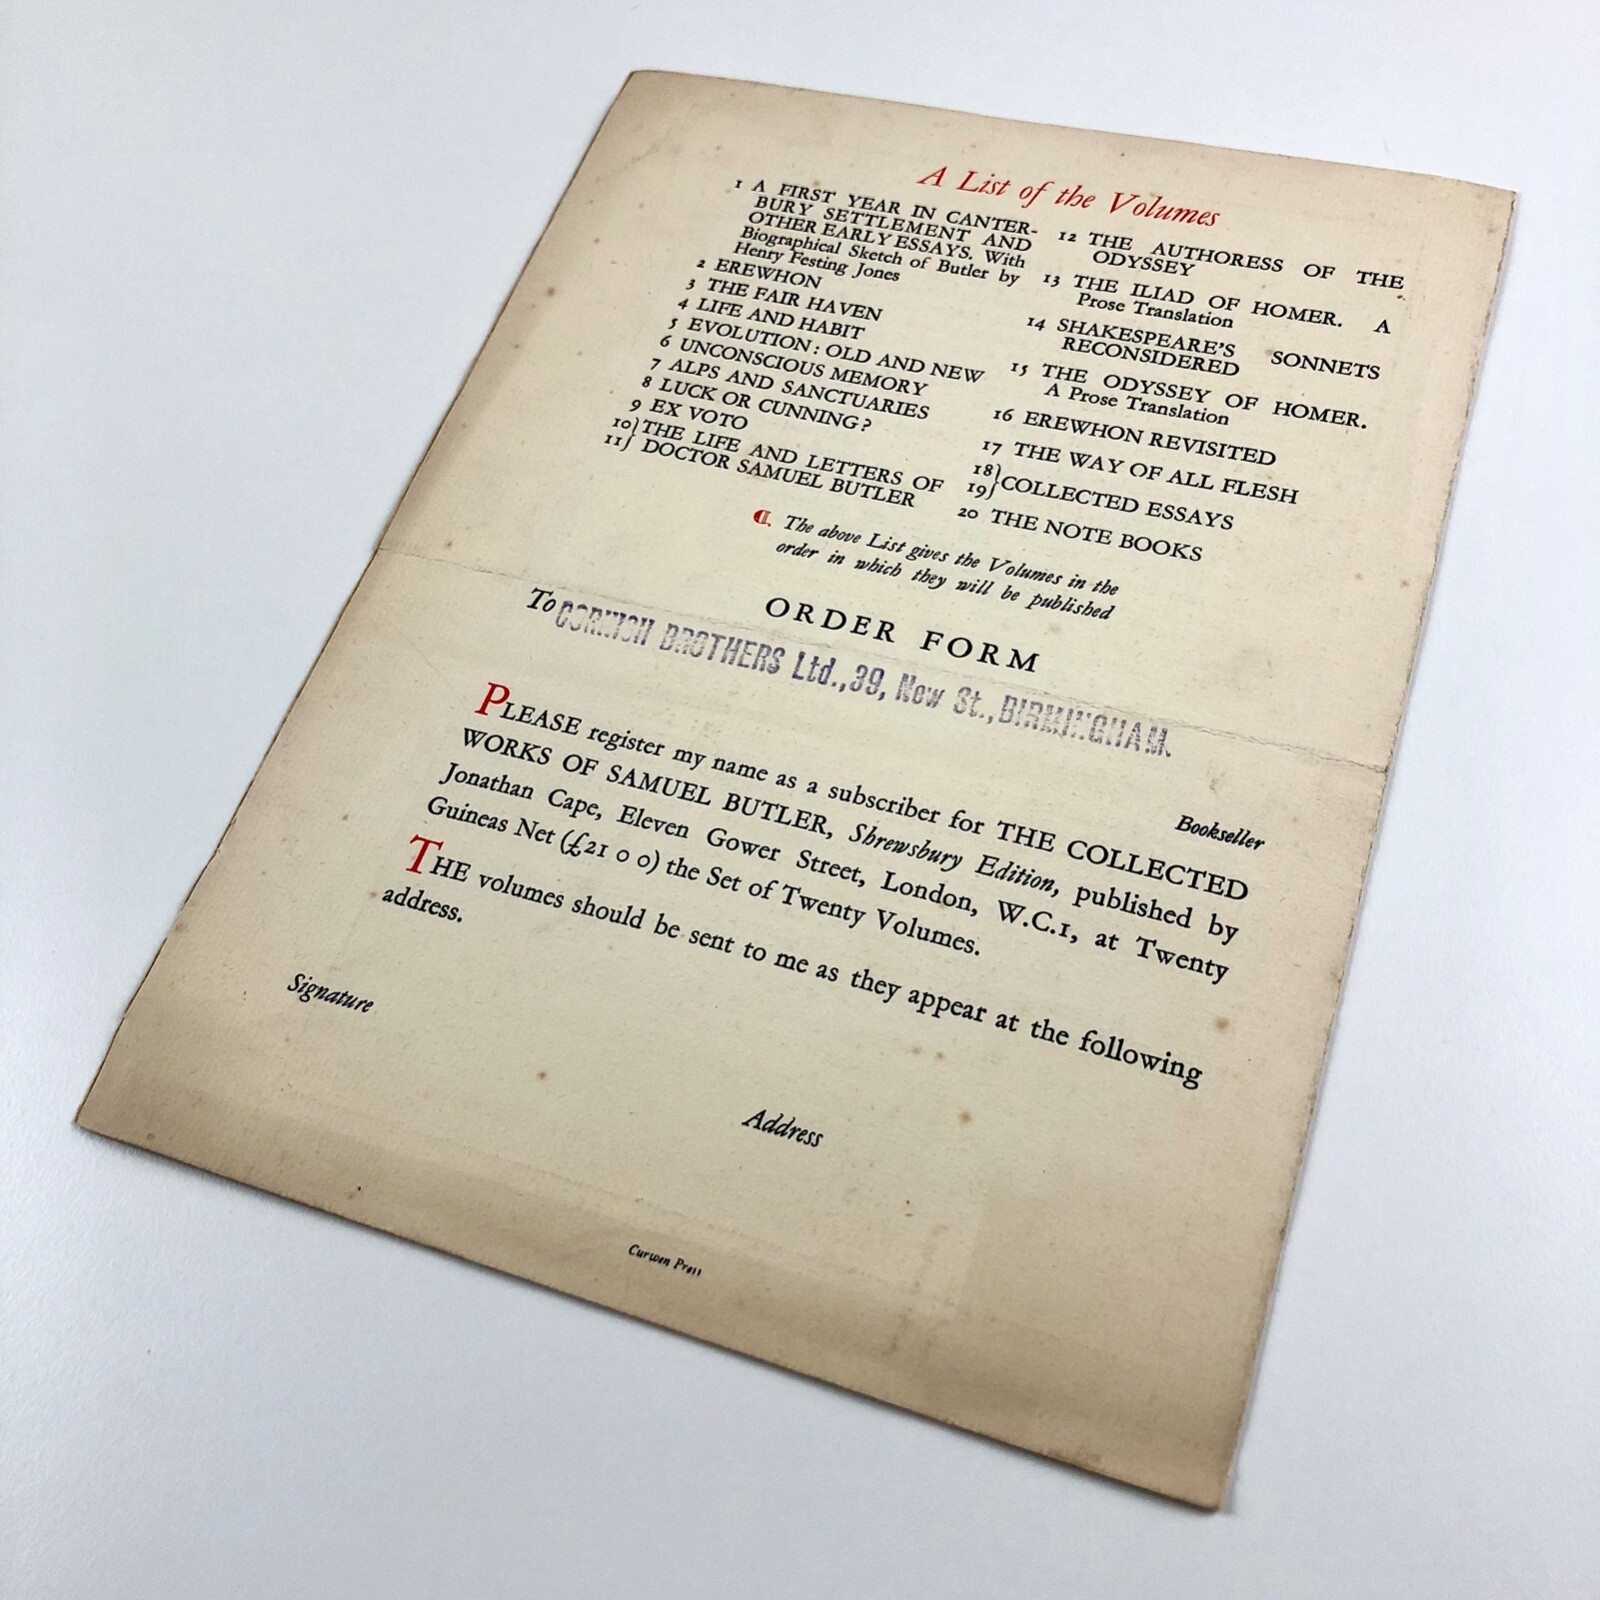 A List of the Volumes
1 A FIRST YEAR IN CANTER-
BURY SETTLEMENT AND
OTHER EARLY ESSAYS. With
Biographical Sketch of Butler by
Henry Festing Jones
2 EREWHON
3 THE FAIR HAVEN
4 LIFE AND HABIT
5 EVOLUTION: OLD AND NEW
6 UNCONSCIOUS MEMORY
7 ALPS AND SANCTUARIES
8 LUCK OR CUNNING?
9 EX VOTO
10} THE LIFE AND LETTERS OF
11} DOCTOR SAMUEL BUTLER
12 THE AUTHORESS OF THE
ODYSSEY
13 THE ILIAD OF HOMER. A
Prose Translation
14 SHAKESPEARE'S SONNETS
RECONSIDERED
15 THE ODYSSEY OF HOMER.
A Prose Translation
16 EREWHON REVISITED
17 THE WAY OF ALL FLESH
18}
19} COLLECTED ESSAYS
20 THE NOTE BOOKS
The above List gives the Volumes in the
order in which they will be published
ORDER FORM
To CORNISH BROTHERS Ltd., 39, New St., BIRMINGHAM.
Bookseller
PLEASE register my name as a subscriber for THE COLLECTED
WORKS OF SAMUEL BUTLER, Shrewsbury Edition, published by
Jonathan Cape, Eleven Gower Street, London, W.C.1, at Twenty
Guineas Net (£21 0 0) the Set of Twenty Volumes.
THE volumes should be sent to me as they appear at the following
address.
Signature
Address
Curwen Press